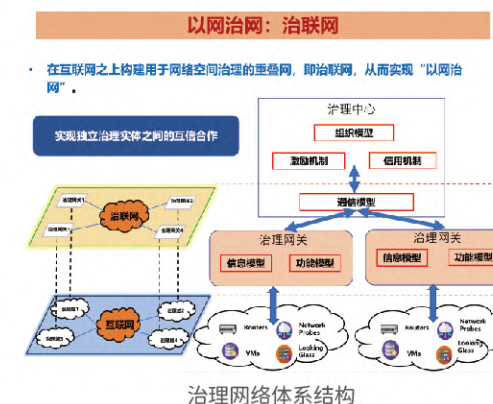 以网治网：治联网
• 在互联网之上构建用于网络空间治理的重叠网，即治联网，从而实现“以网治
网”。
实现独立治理实体之间的互信合作
治理中心
组织模型
激励机制
信用机制
通信模型
治联网
治理网关
信息模型
功能模型
治理网关
信息模型
功能模型
互联网
Routers
Network
Probes
VMs
Looking
Glass
Routers
Network
Probes
VMs
Looking
Glass
治理网络体系结构